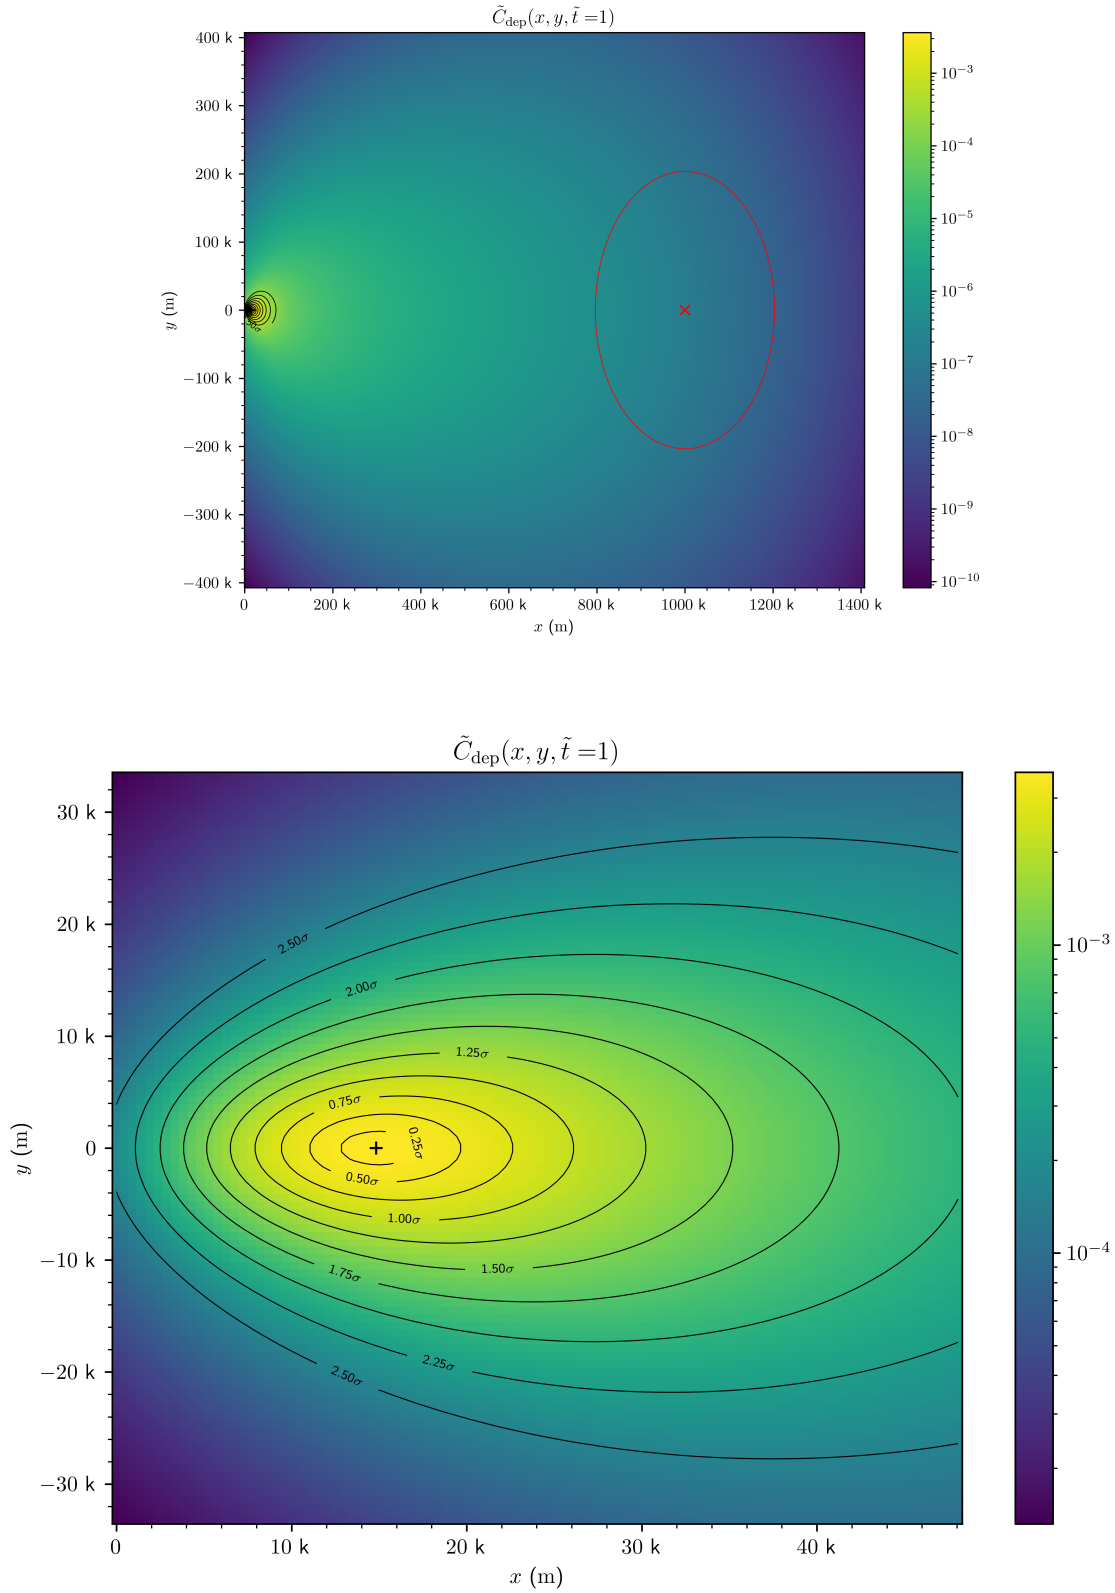 C̃dep(x, y, t̃ =1)
400 k
300 k
200 k
100 k
0
−100 k
−200 k
−300 k
−400 k
y (m)
0 200 k 400 k 600 k 800 k 1000 k 1200 k 1400 k
x (m)
10⁻³
10⁻⁴
10⁻⁵
10⁻⁶
10⁻⁷
10⁻⁸
10⁻⁹
10⁻¹⁰
C̃dep(x, y, t̃ =1)
30 k
20 k
10 k
0
−10 k
−20 k
−30 k
y (m)
2.50σ
2.00σ
1.25σ
0.75σ
0.25σ
0.50σ
1.00σ
1.50σ
1.75σ
2.25σ
2.50σ
0 10 k 20 k 30 k 40 k
x (m)
10⁻³
10⁻⁴